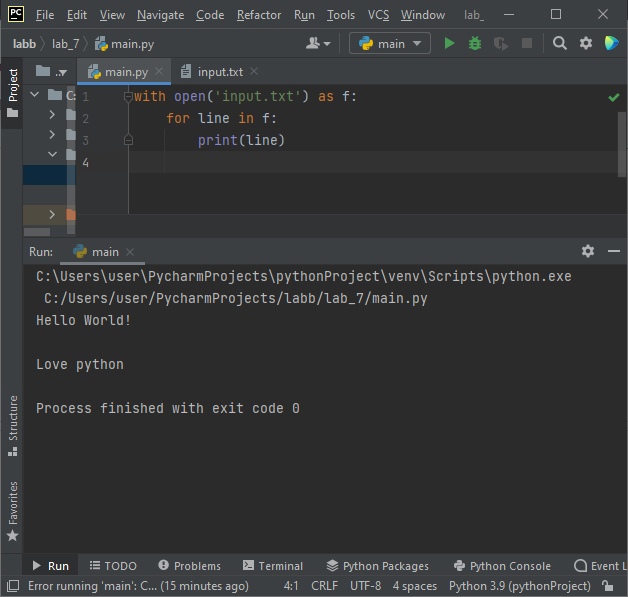 PC File Edit View Navigate Code Refactor Run Tools VCS Window lab_
labb lab_7 main.py main
Project .. main.py input.txt
C:
1 with open('input.txt') as f:
2 for line in f:
3 print(line)
4
Run: main
C:\Users\user\PycharmProjects\pythonProject\venv\Scripts\python.exe
C:/Users/user/PycharmProjects/labb/lab_7/main.py
Hello World!
Love python
Process finished with exit code 0
Structure
Favorites
Run TODO Problems Terminal Python Packages Python Console Event L
Error running 'main': C... (15 minutes ago) 4:1 CRLF UTF-8 4 spaces Python 3.9 (pythonProject)